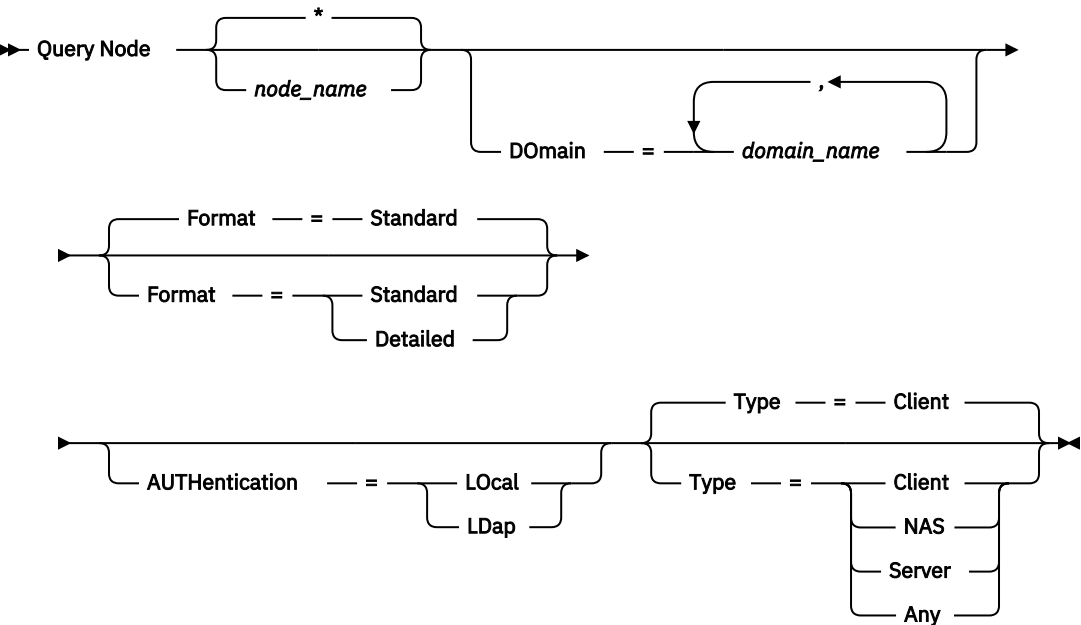 *
Query Node
node_name
,
DOmain = domain_name
Format = Standard
Format = Standard
Detailed
Type = Client
AUTHentication = LOcal Type = Client
LDap NAS
Server
Any